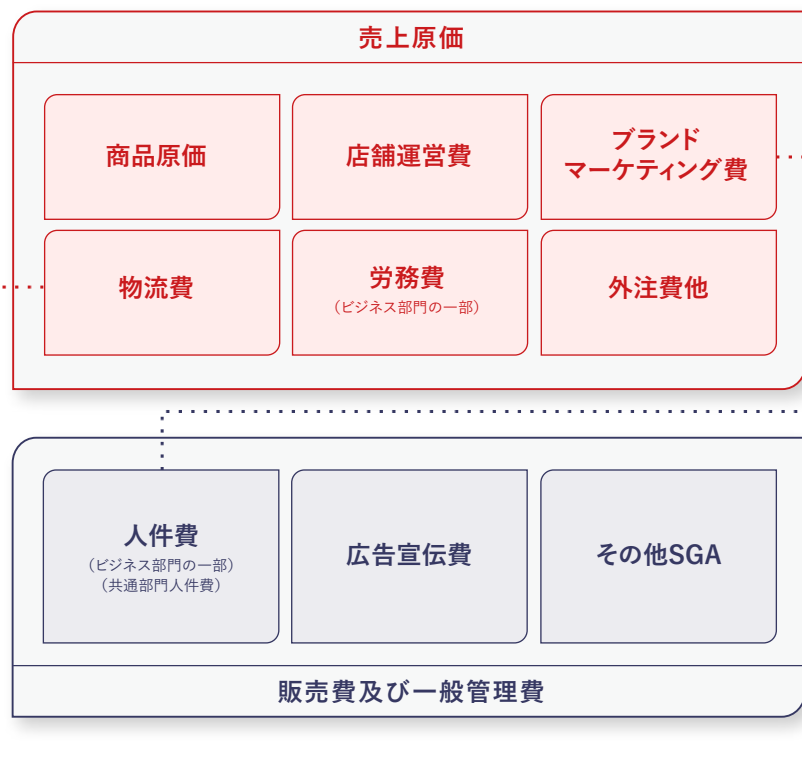 売上原価
商品原価
店舗運営費
ブランド
マーケティング費
物流費
労務費
（ビジネス部門の一部）
外注費他
人件費
（ビジネス部門の一部）
（共通部門人件費）
広告宣伝費
その他SGA
販売費及び一般管理費